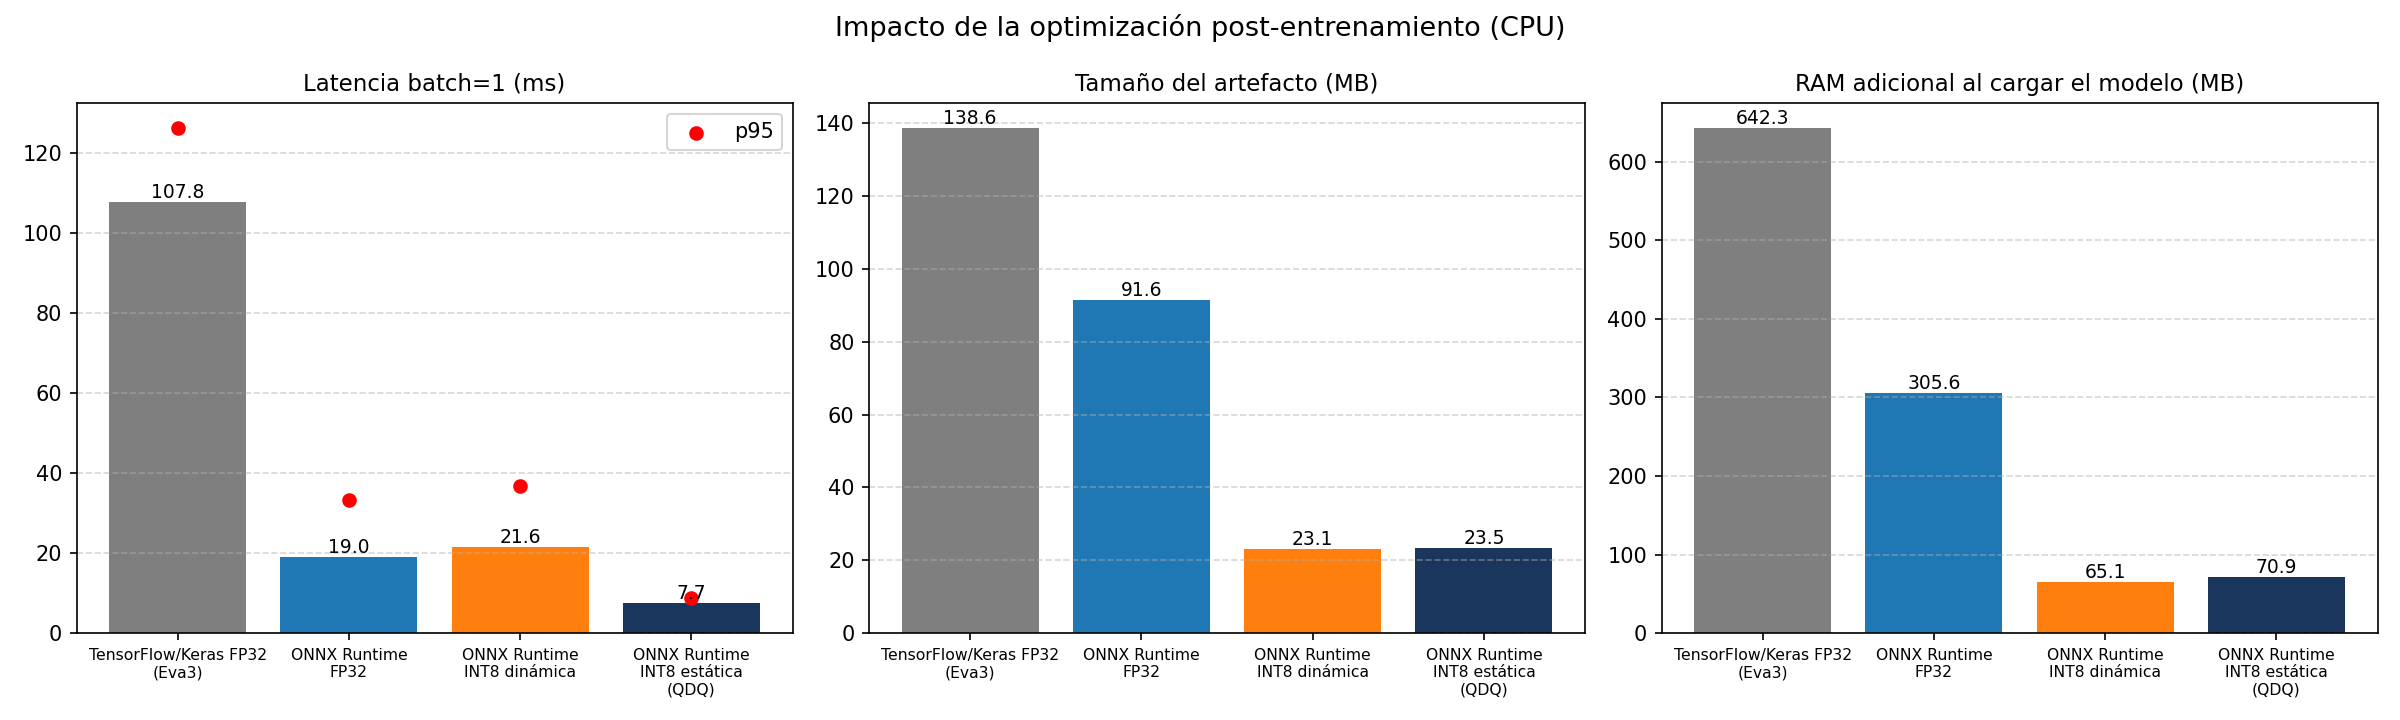 Impacto de la optimización post-entrenamiento (CPU)
Latencia batch=1 (ms)
p95
120
100
80
60
40
20
0
107.8
19.0
21.6
7.7
TensorFlow/Keras FP32
(Eva3)
ONNX Runtime
FP32
ONNX Runtime
INT8 dinámica
ONNX Runtime
INT8 estática
(QDQ)
Tamaño del artefacto (MB)
140
120
100
80
60
40
20
0
138.6
91.6
23.1
23.5
TensorFlow/Keras FP32
(Eva3)
ONNX Runtime
FP32
ONNX Runtime
INT8 dinámica
ONNX Runtime
INT8 estática
(QDQ)
RAM adicional al cargar el modelo (MB)
600
500
400
300
200
100
0
642.3
305.6
65.1
70.9
TensorFlow/Keras FP32
(Eva3)
ONNX Runtime
FP32
ONNX Runtime
INT8 dinámica
ONNX Runtime
INT8 estática
(QDQ)